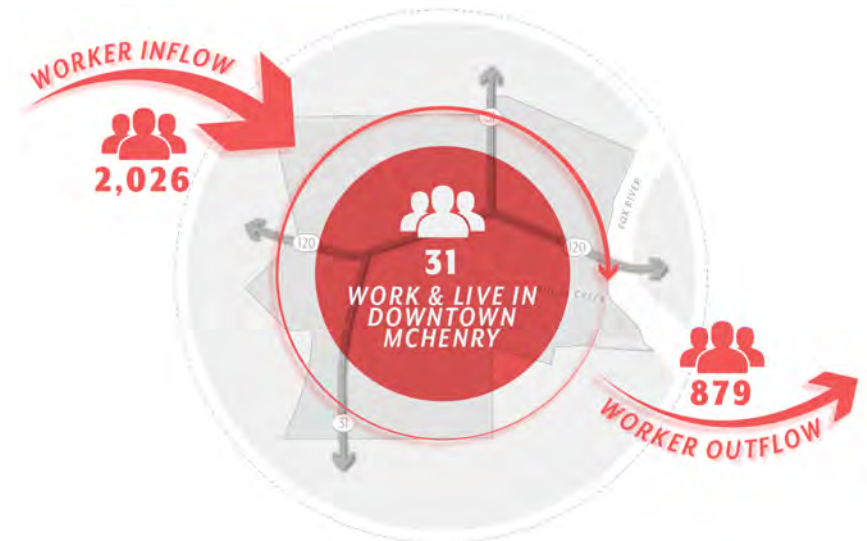 WORKER INFLOW
2,026
31
120
FOX RIVER
120
31
WORK & LIVE IN
DOWNTOWN
MCHENRY
CREEK
879
WORKER OUTFLOW
31